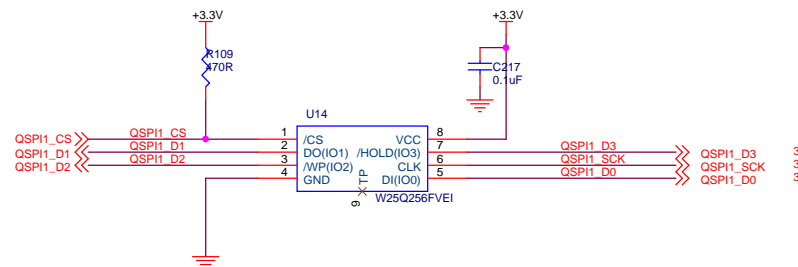 +3.3V
+3.3V
R109
470R
C217
0.1uF
U14
QSPI1_CS QSPI1_CS 1 /CS VCC 8
QSPI1_D1 QSPI1_D1 2 DO(IO1) /HOLD(IO3) 7 QSPI1_D3 QSPI1_D3
QSPI1_D2 QSPI1_D2 3 /WP(IO2) CLK 6 QSPI1_SCK QSPI1_SCK
4 GND DI(IO0) 5 QSPI1_D0 QSPI1_D0
TP
9
W25Q256FVEI